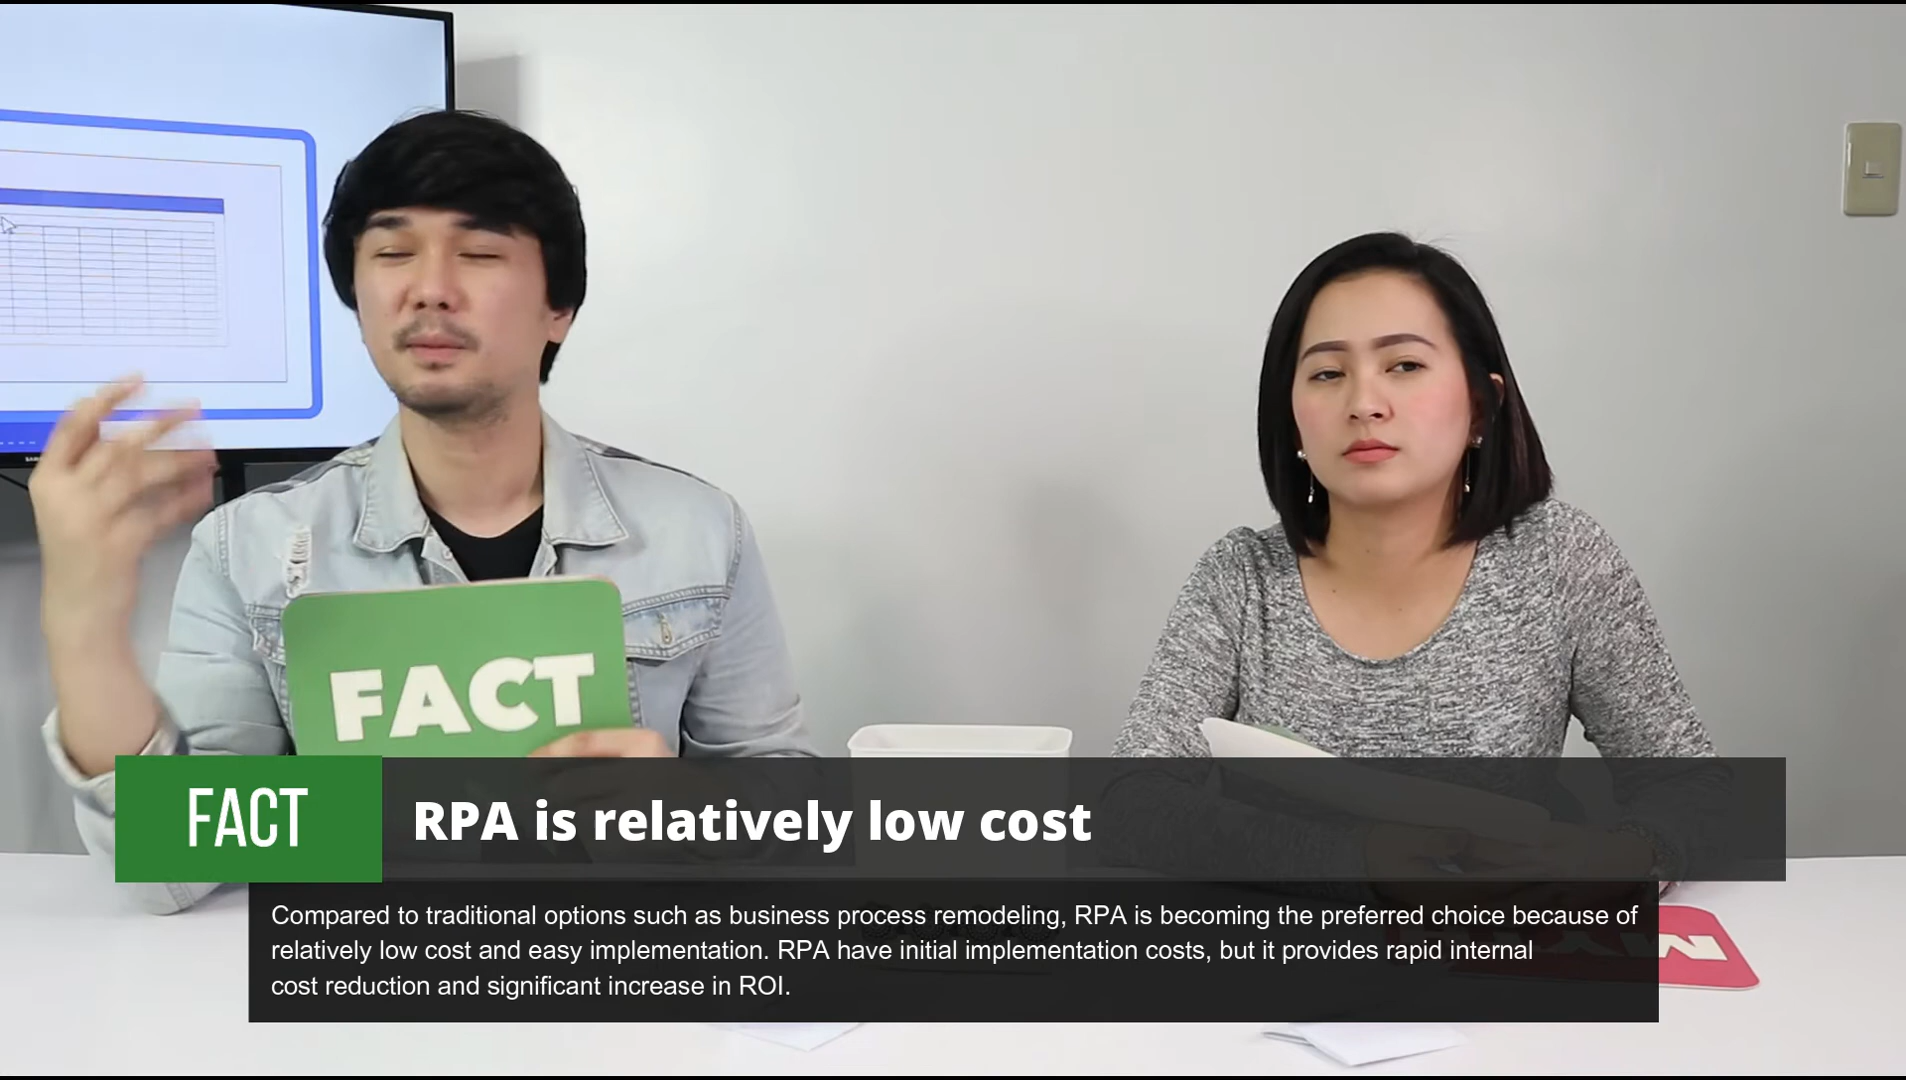 FACT
FACT
RPA is relatively low cost
Compared to traditional options such as business process remodeling, RPA is becoming the preferred choice because of
relatively low cost and easy implementation. RPA have initial implementation costs, but it provides rapid internal
cost reduction and significant increase in ROI.